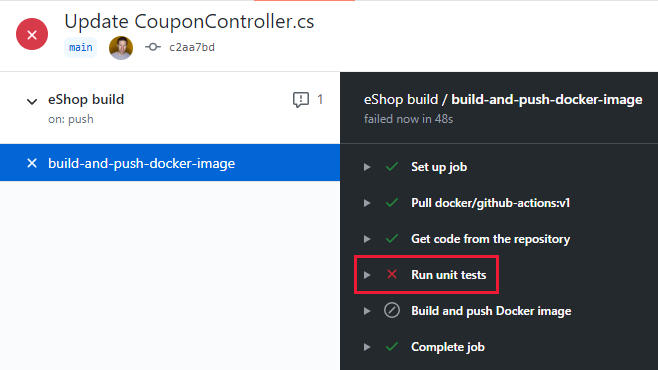 Update CouponController.cs
main
c2aa7bd
eShop build
1
on: push
build-and-push-docker-image
eShop build / build-and-push-docker-image
failed now in 48s
Set up job
Pull docker/github-actions:v1
Get code from the repository
Run unit tests
Build and push Docker image
Complete job